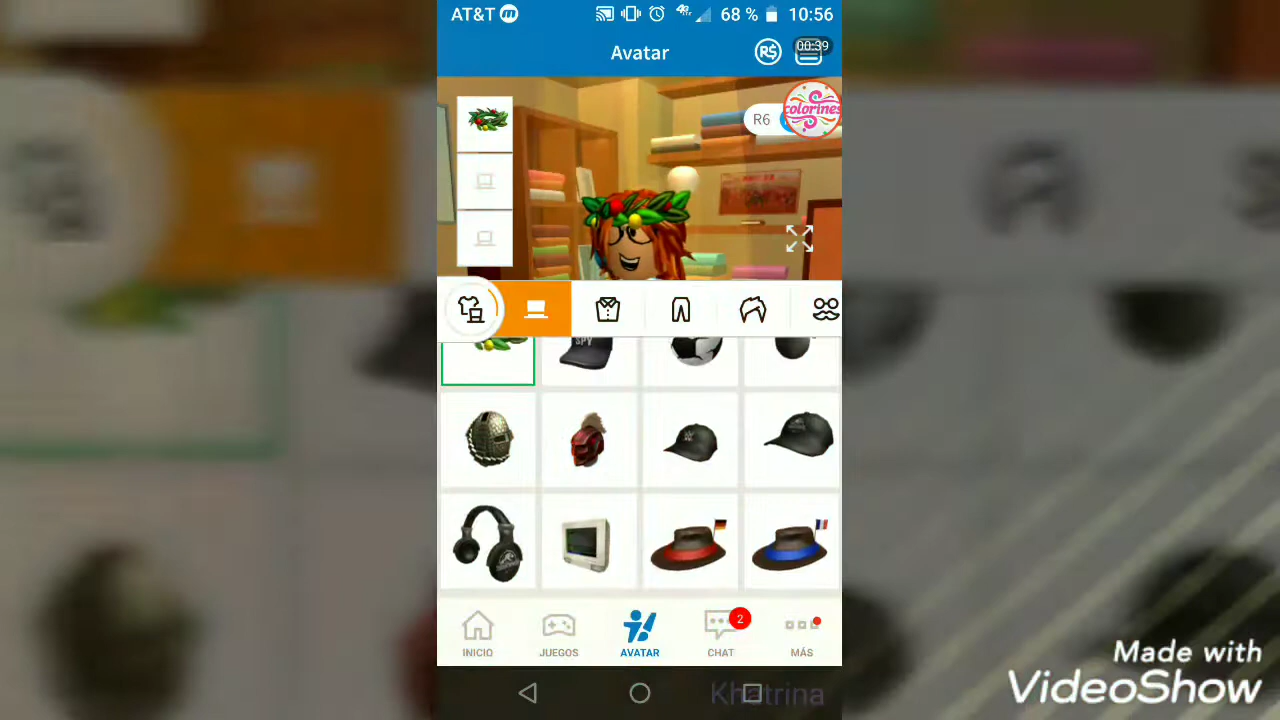 AT&T
68 % 10:56
Avatar
R$
00:39
colorines
R6
SPY
INICIO
JUEGOS
AVATAR
CHAT
2
MÁS
Khatrina
Made with
VideoShow